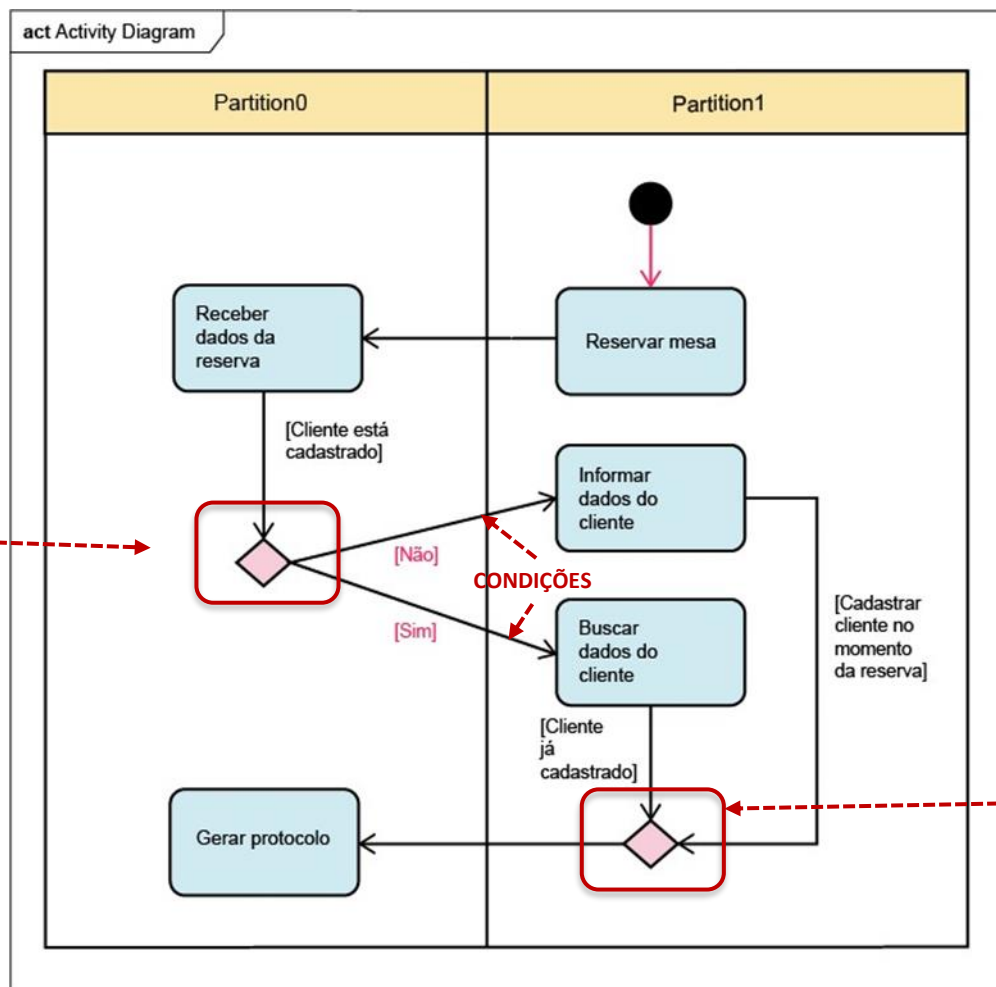 act Activity Diagram
Partition0
Partition1
Receber
dados da
reserva
Reservar mesa
[Cliente está
cadastrado]
Informar
dados do
cliente
[Não]
CONDIÇÕES
[Sim]
Buscar
dados do
cliente
[Cadastrar
cliente no
momento
da reserva]
[Cliente
já
cadastrado]
Gerar protocolo